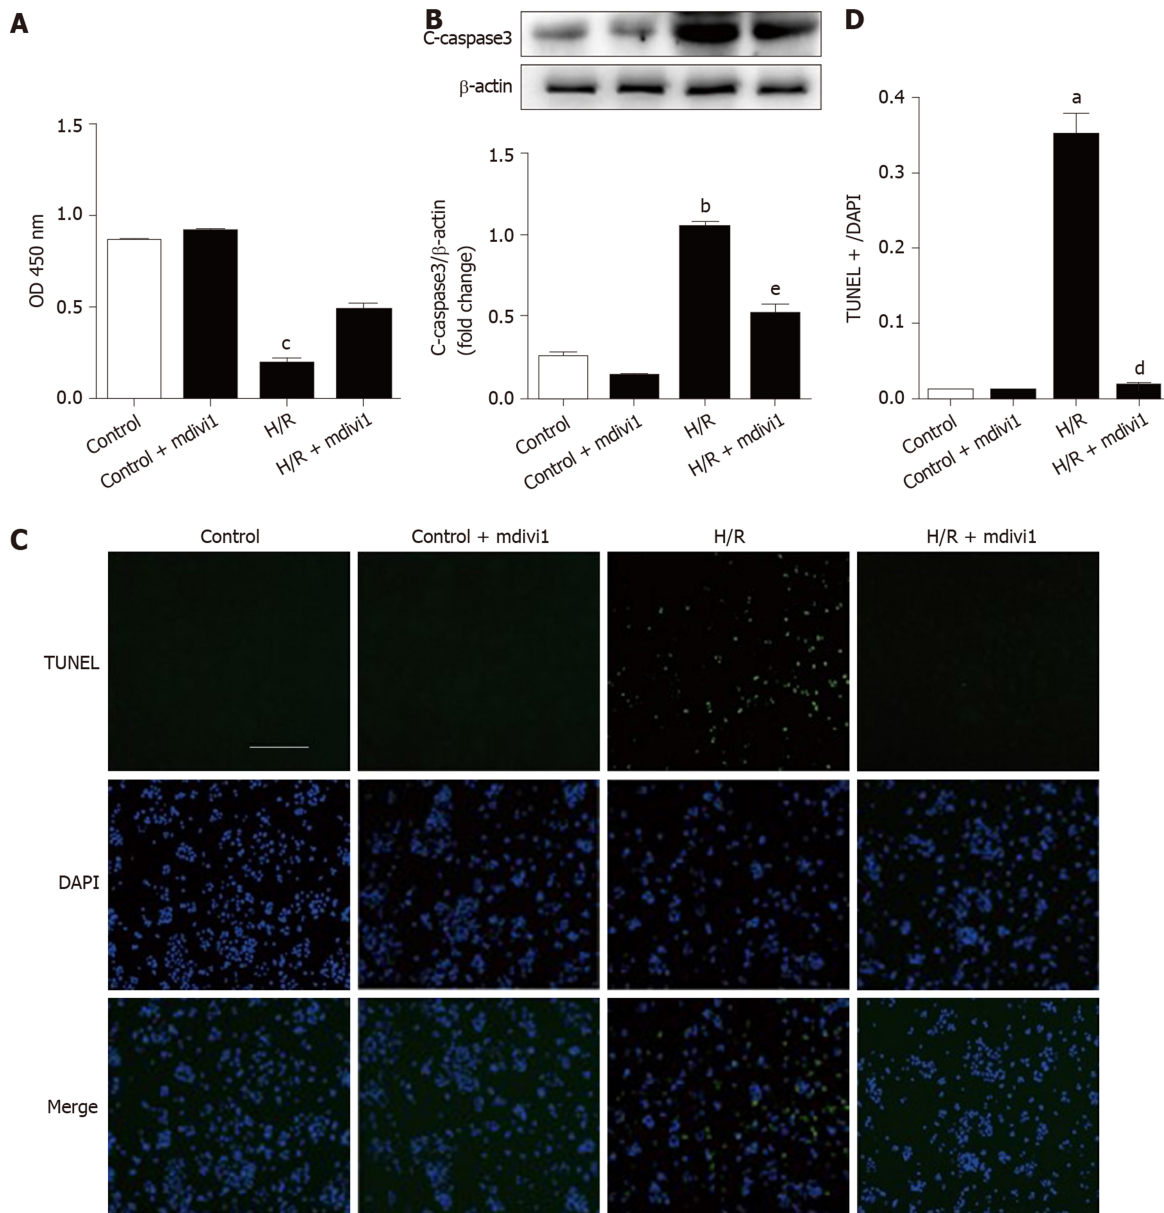 A
1.5
1.0
0.5
0.0
OD 450 nm
c
Control
Control + mdivi1
H/R
H/R + mdivi1
B
C-caspase3
β-actin
1.5
1.0
0.5
0.0
C-caspase3/β-actin
(fold change)
b
e
Control
Control + mdivi1
H/R
H/R + mdivi1
D
0.4
0.3
0.2
0.1
0.0
TUNEL + /DAPI
a
d
Control
Control + mdivi1
H/R
H/R + mdivi1
C
Control
Control + mdivi1
H/R
H/R + mdivi1
TUNEL
DAPI
Merge